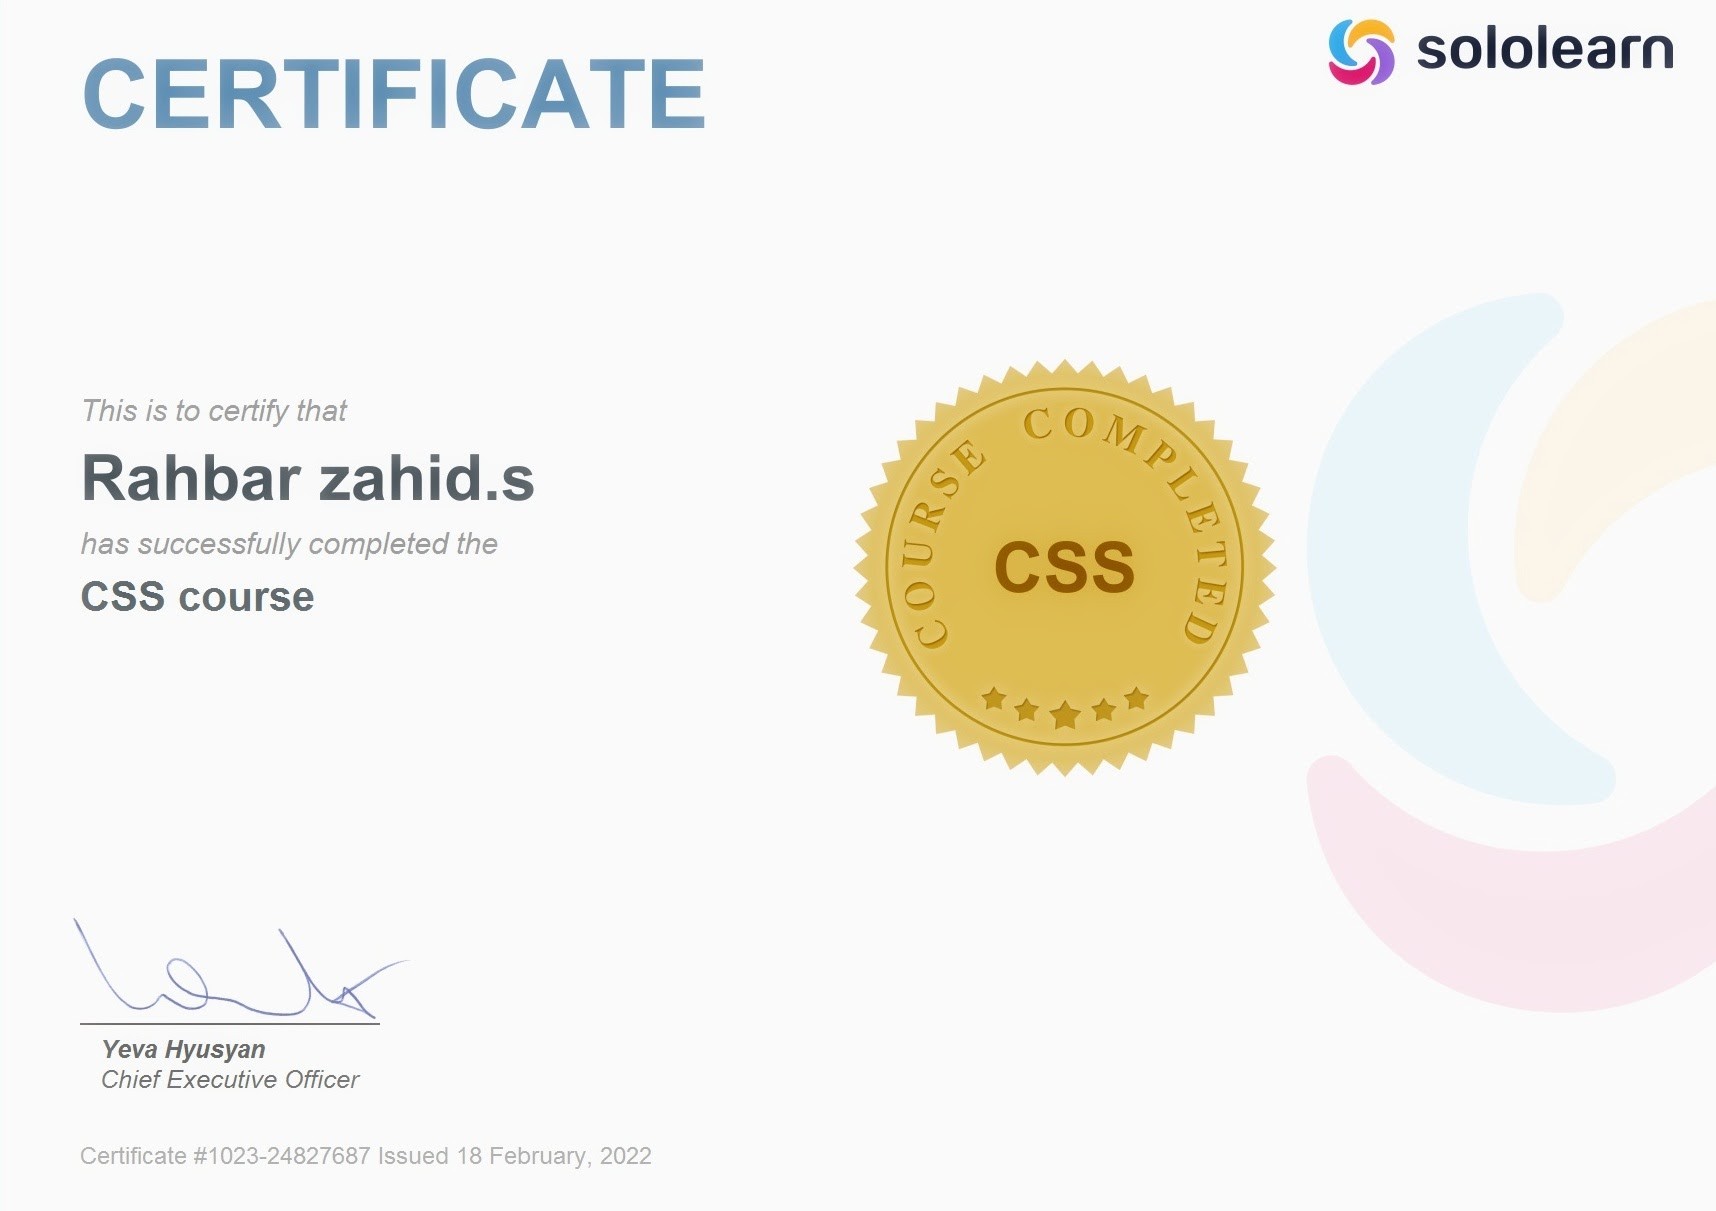 CERTIFICATE
sololearn
This is to certify that
Rahbar zahid.s
has successfully completed the
CSS course
COURSE COMPLETED
CSS
Yeva Hyusyan
Chief Executive Officer
Certificate #1023-24827687 Issued 18 February, 2022